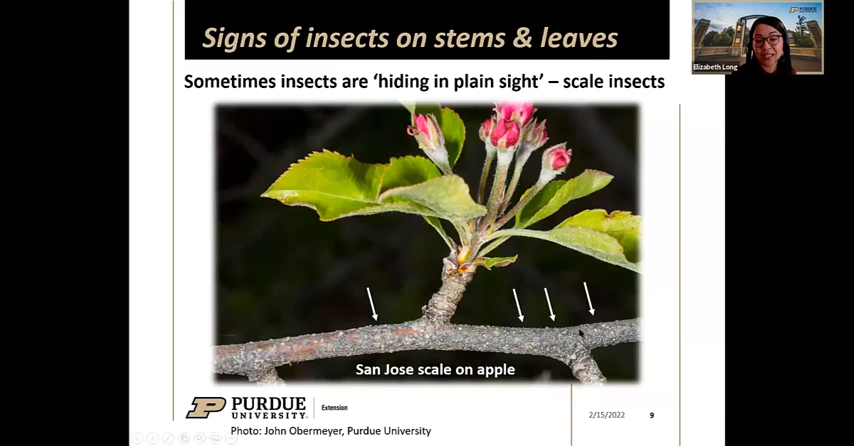 Signs of insects on stems & leaves
PURDUE
Elizabeth Long
Sometimes insects are ‘hiding in plain sight’ – scale insects
San Jose scale on apple
PURDUE
UNIVERSITY
Extension
2/15/2022
9
Photo: John Obermeyer, Purdue University